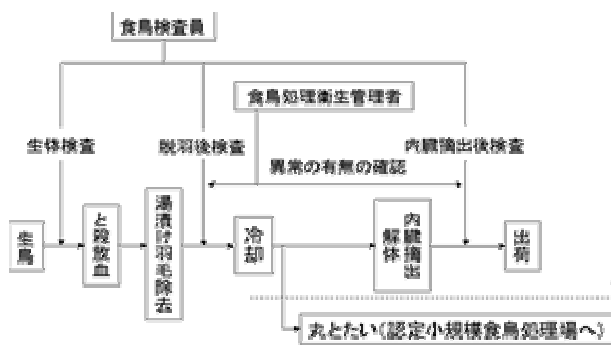 食鳥検査員
食鳥処理衛生管理者
生体検査
脱羽後検査
内臓摘出後検査
異常の有無の確認
生鳥
と殺放血
湯漬け羽毛除去
冷却
内臓摘出
解体
出荷
丸とたい(認定小規模食鳥処理場へ)